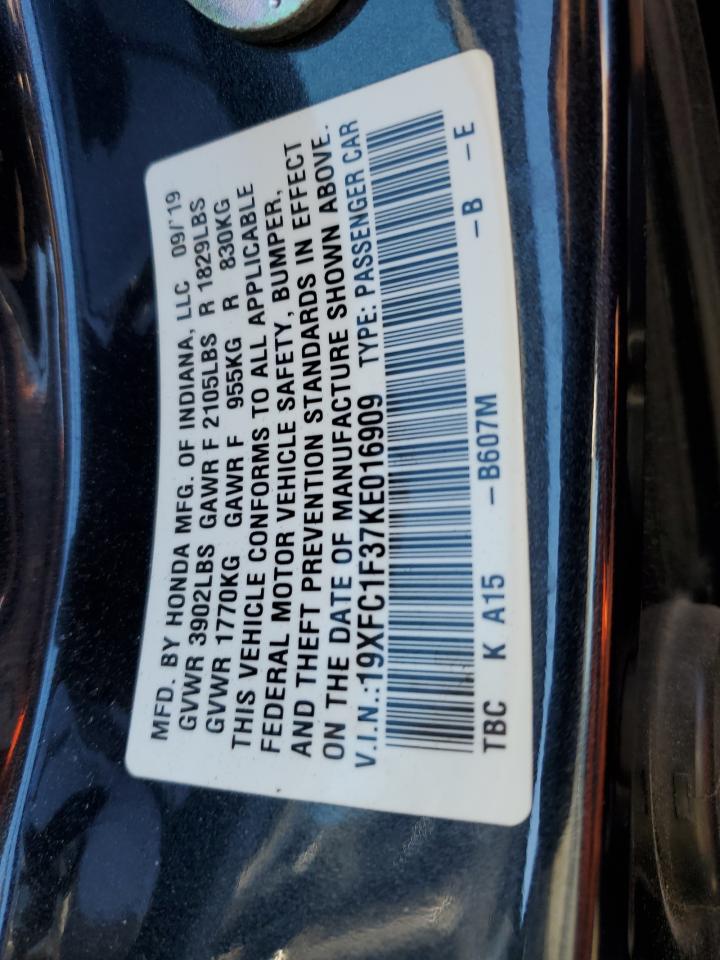 MFD. BY HONDA MFG. OF INDIANA, LLC 09/'19
GVWR 3902LBS GAWR F 2105LBS R 1829LBS
GVWR 1770KG GAWR F 955KG R 830KG
THIS VEHICLE CONFORMS TO ALL APPLICABLE
FEDERAL MOTOR VEHICLE SAFETY, BUMPER,
AND THEFT PREVENTION STANDARDS IN EFFECT
ON THE DATE OF MANUFACTURE SHOWN ABOVE.
V.I.N.:19XFC1F37KE016909 TYPE: PASSENGER CAR
TBC K A15 -B607M -B -E